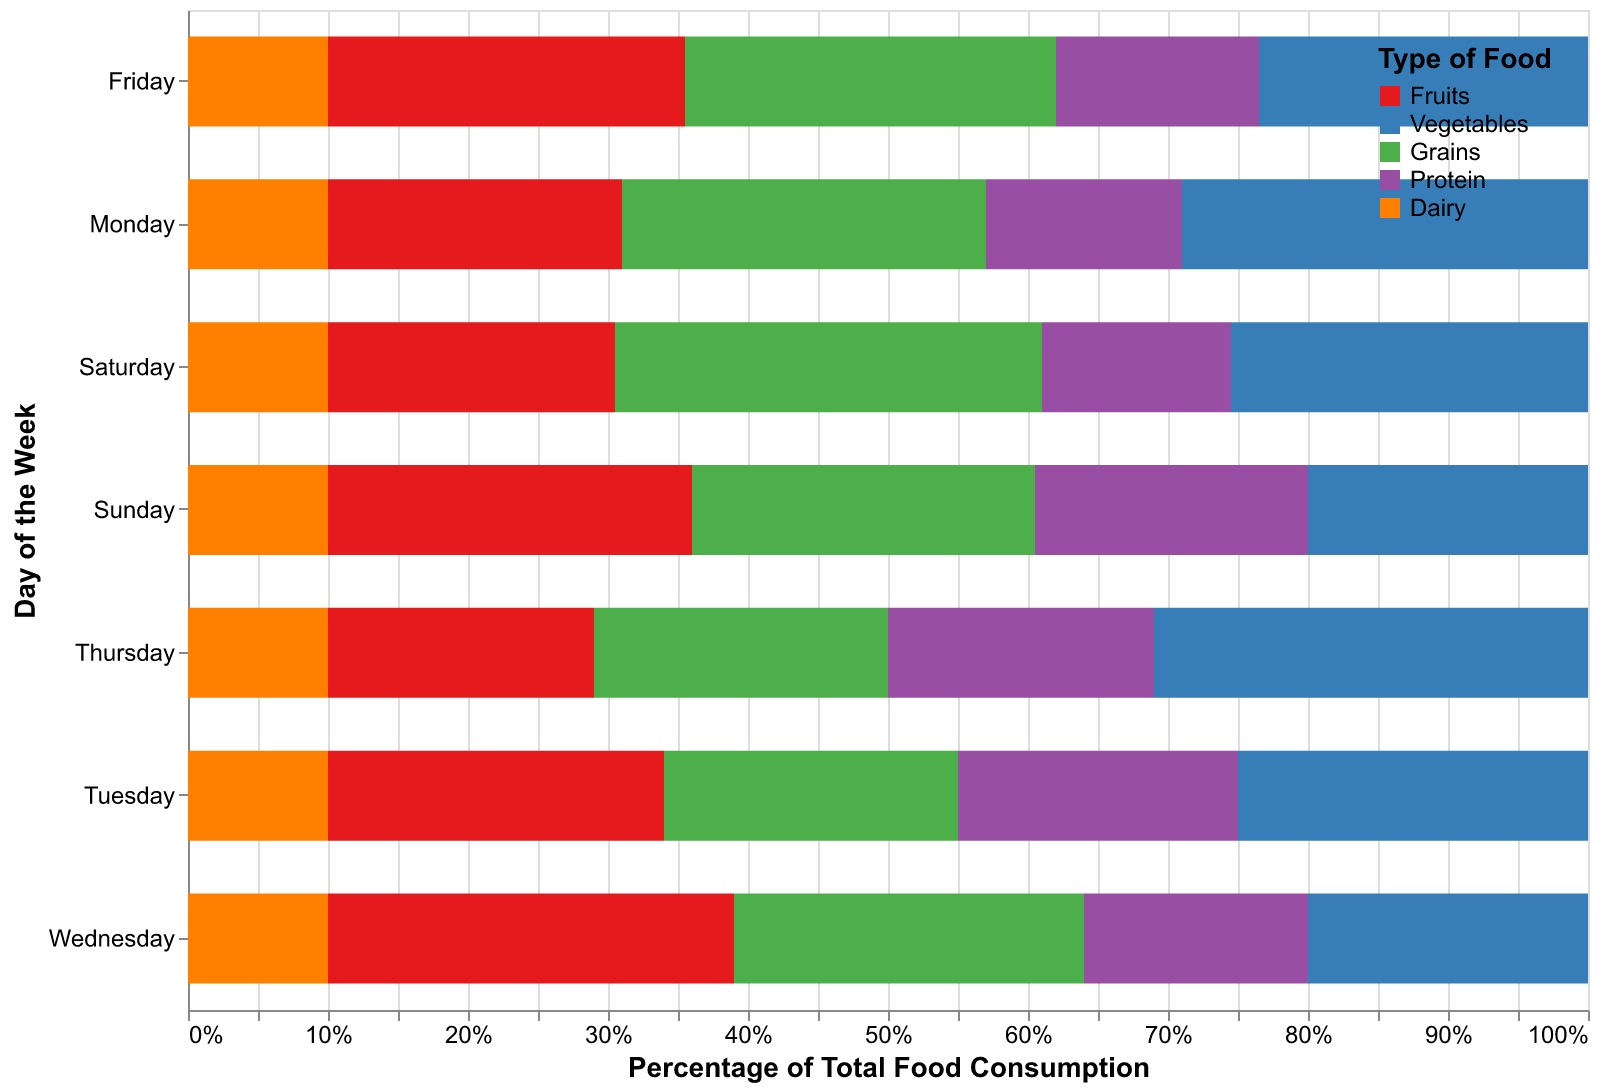 Type of Food
Fruits
Vegetables
Grains
Protein
Dairy
Friday
Monday
Saturday
Sunday
Thursday
Tuesday
Wednesday
Day of the Week
0% 10% 20% 30% 40% 50% 60% 70% 80% 90% 100%
Percentage of Total Food Consumption